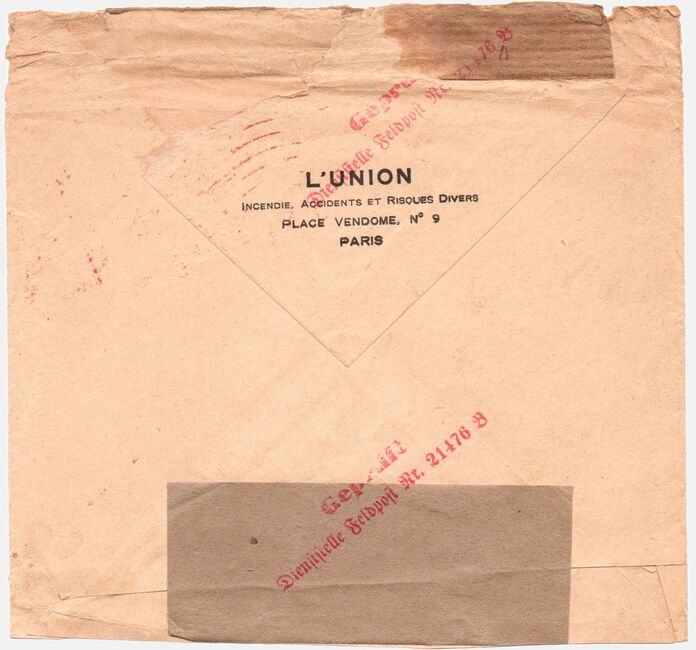 Geprüft
Dienststelle Feldpost Nr. 21476 B
L'UNION
INCENDIE, ACCIDENTS ET RISQUES DIVERS
PLACE VENDOME, Nº 9
PARIS
Geprüft
Dienststelle Feldpost Nr. 21476 B